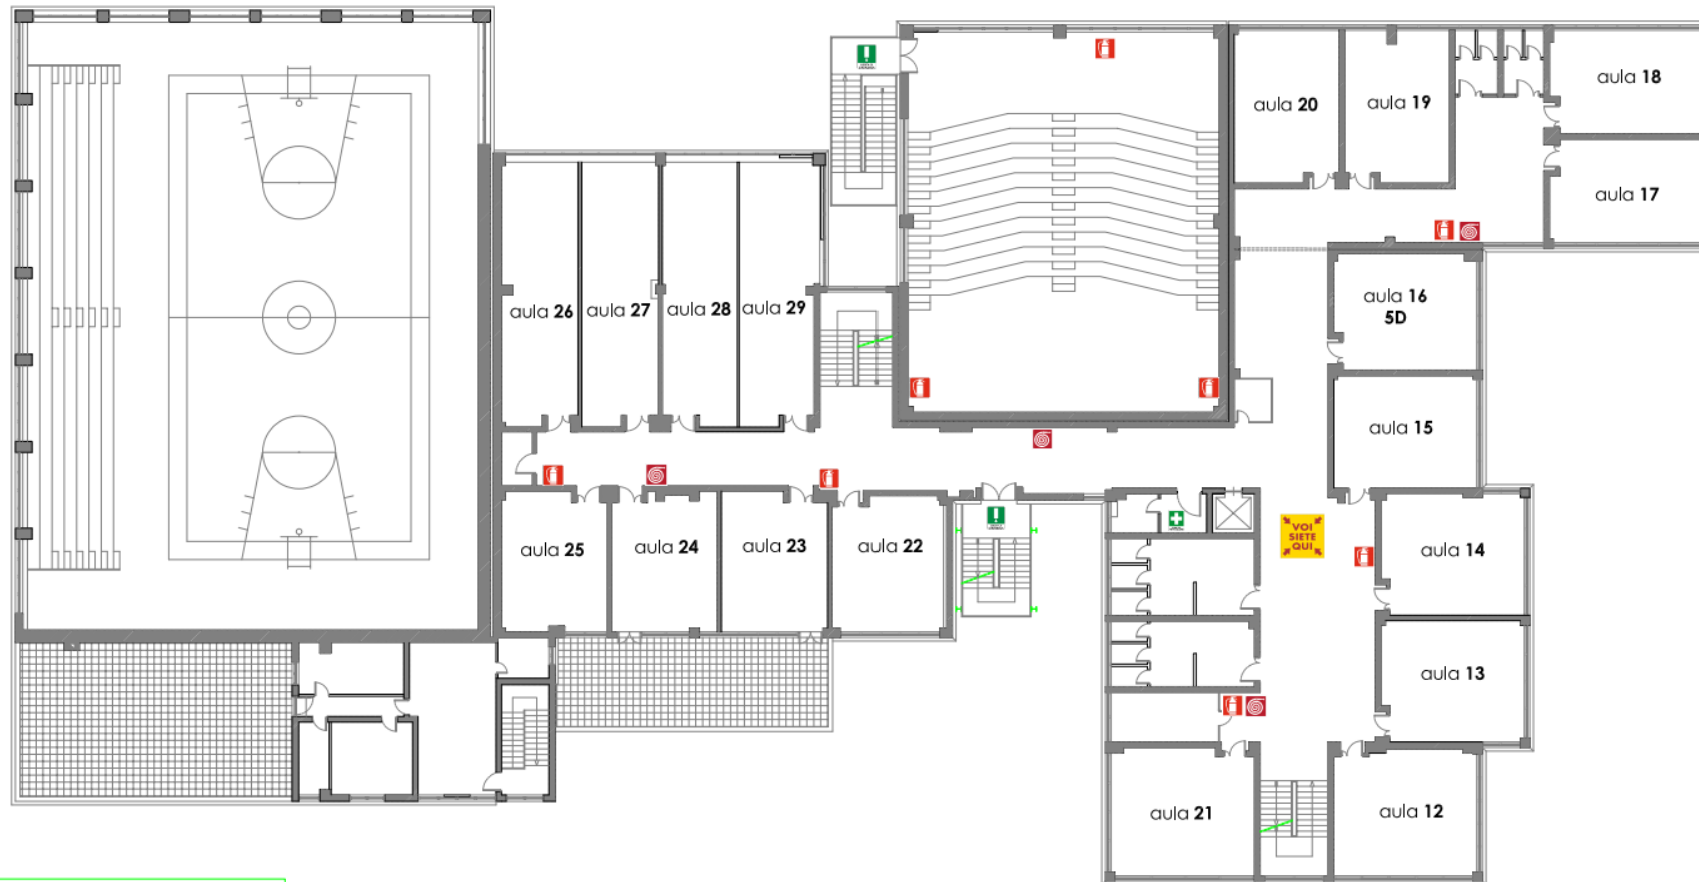 aula 18
aula 20
aula 19
aula 17
aula 16
5D
aula 26
aula 27
aula 28
aula 29
aula 15
aula 25
aula 24
aula 23
aula 22
VOI
SIETE
QUI
aula 14
aula 13
aula 21
aula 12